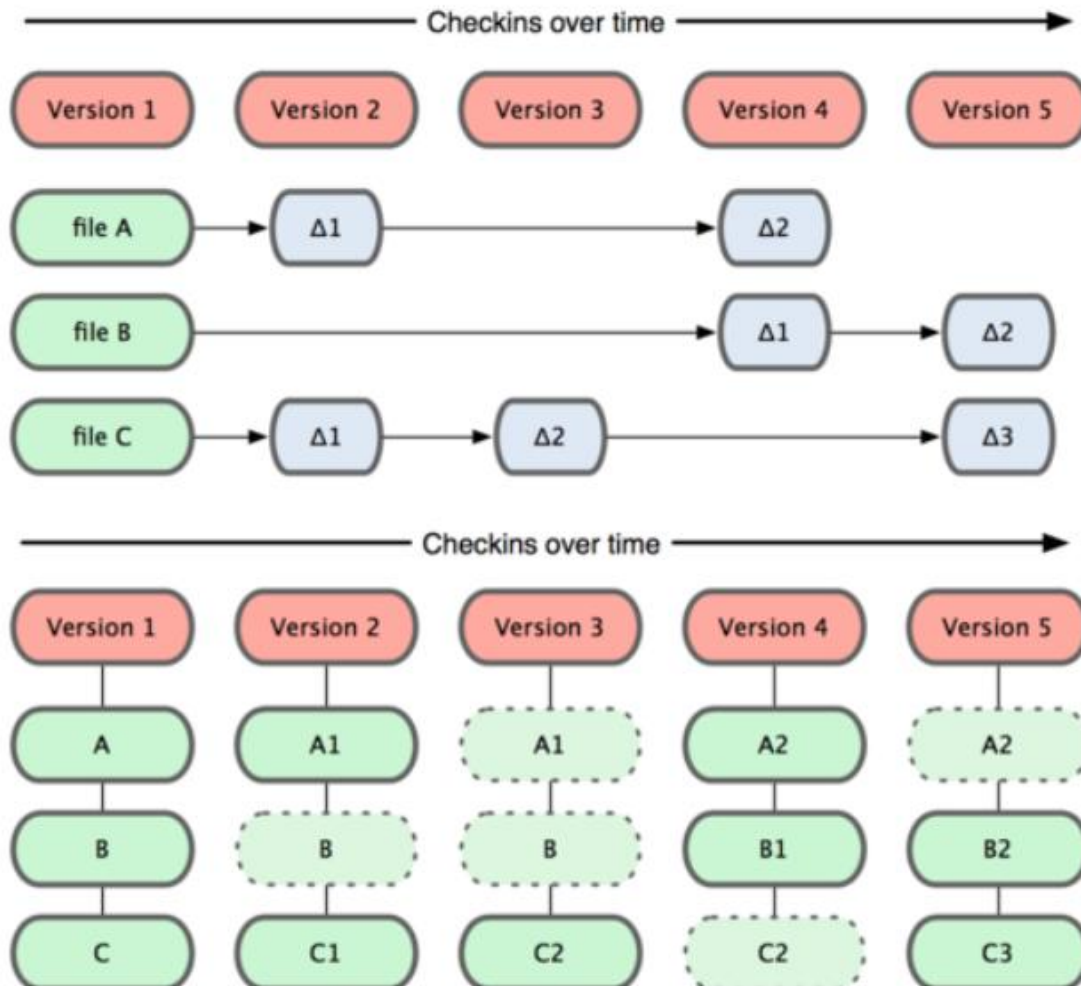 Checkins over time
Version 1 Version 2 Version 3 Version 4 Version 5
file A Δ1 Δ2
file B Δ1 Δ2
file C Δ1 Δ2 Δ3
Checkins over time
Version 1 Version 2 Version 3 Version 4 Version 5
A A1 A1 A2 A2
B B B B1 B2
C C1 C2 C2 C3